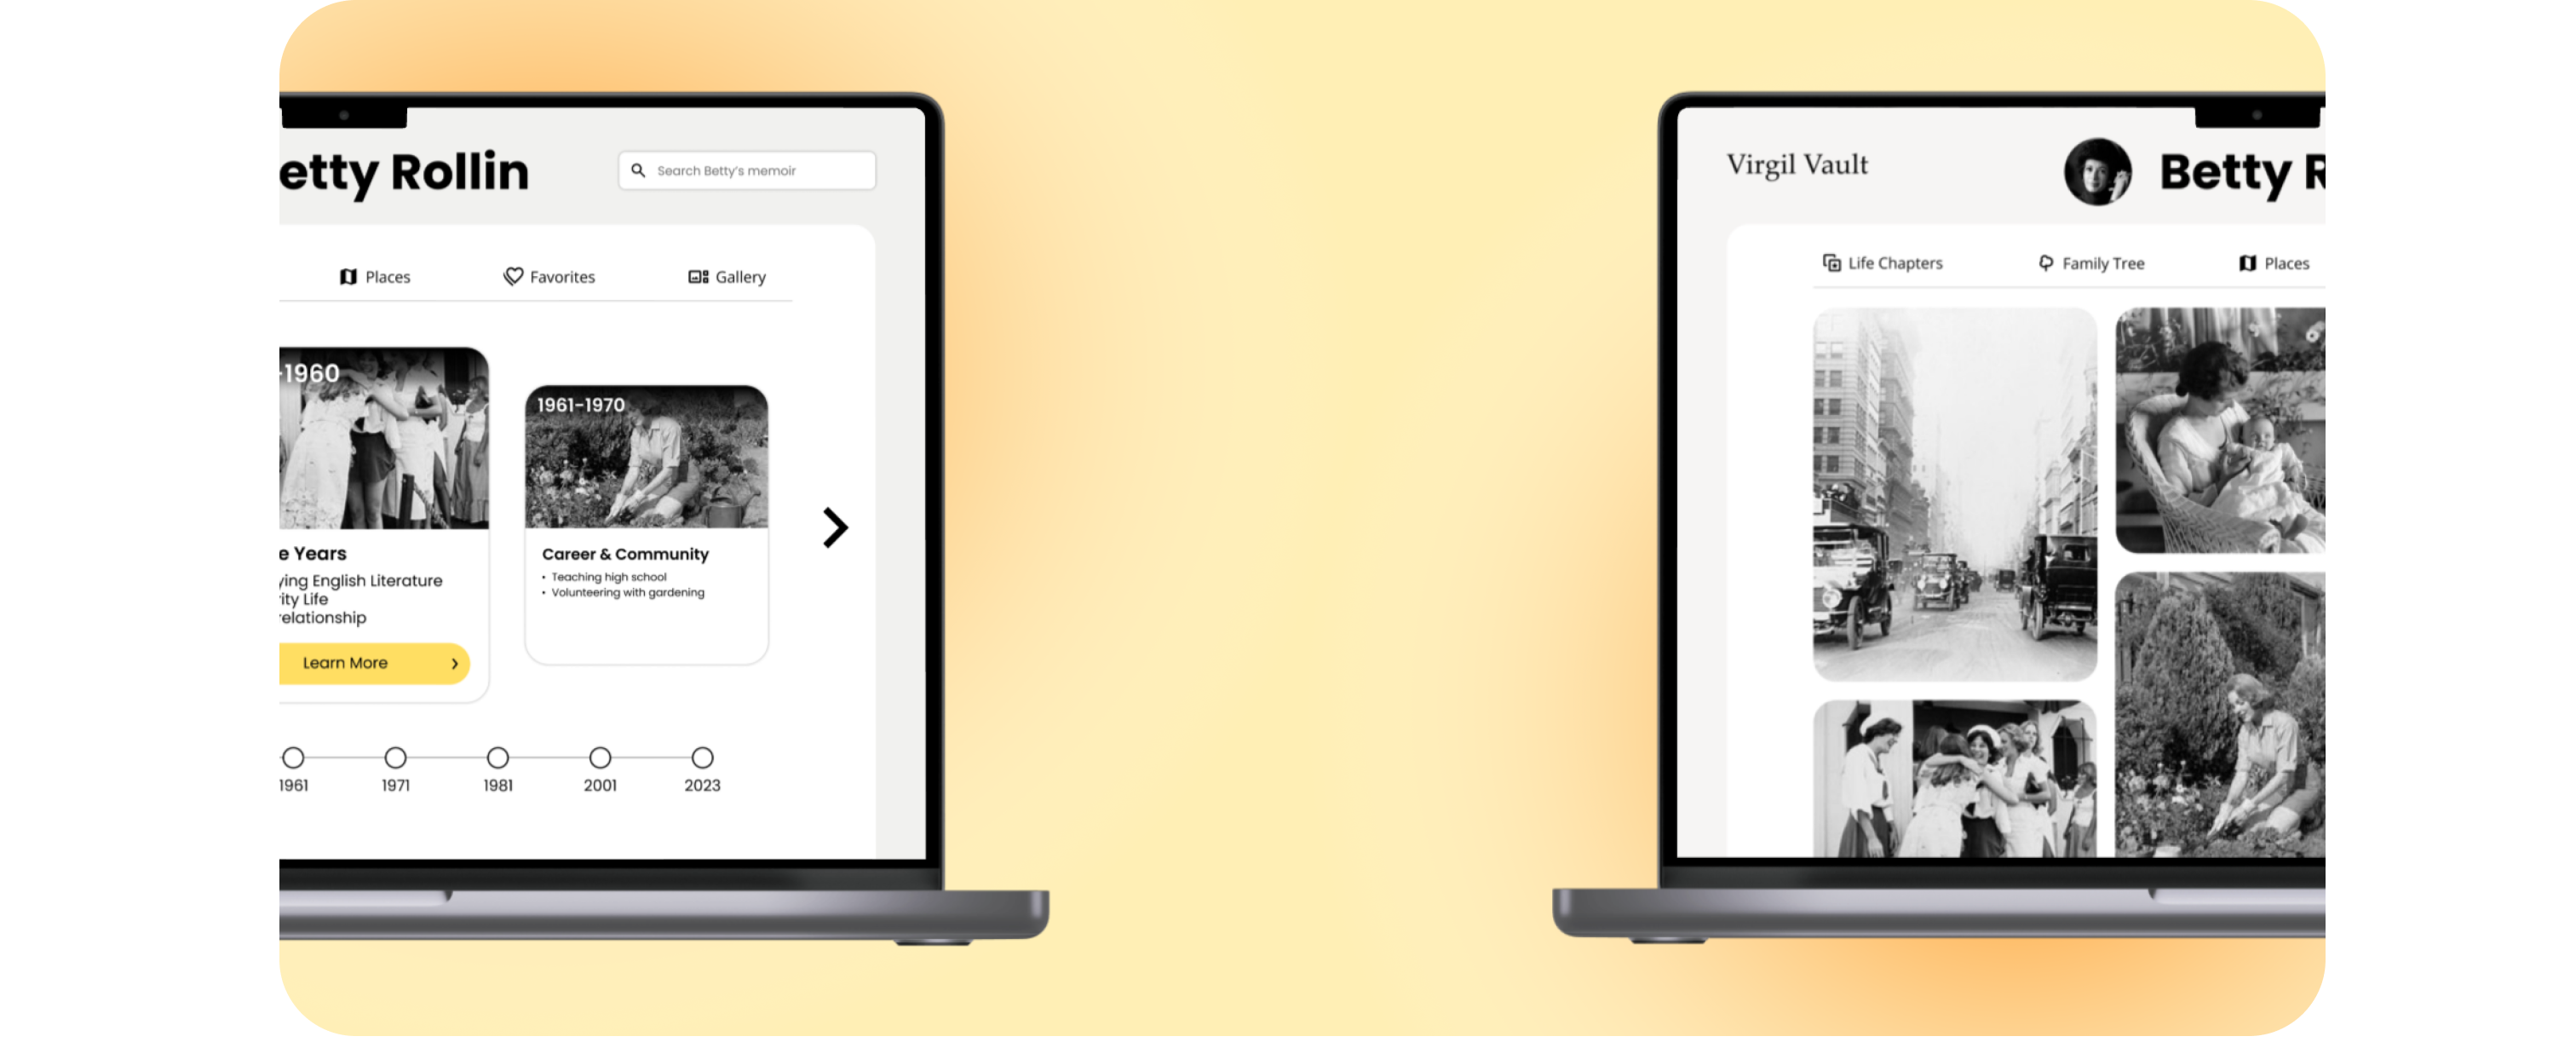 etty Rollin
Search Betty's memoir
Places
Favorites
Gallery
-1960
e Years
ying English Literature
ity Life
relationship
Learn More
1961-1970
Career & Community
• Teaching high school
• Volunteering with gardening
1961
1971
1981
2001
2023
Virgil Vault
Betty R
Life Chapters
Family Tree
Places